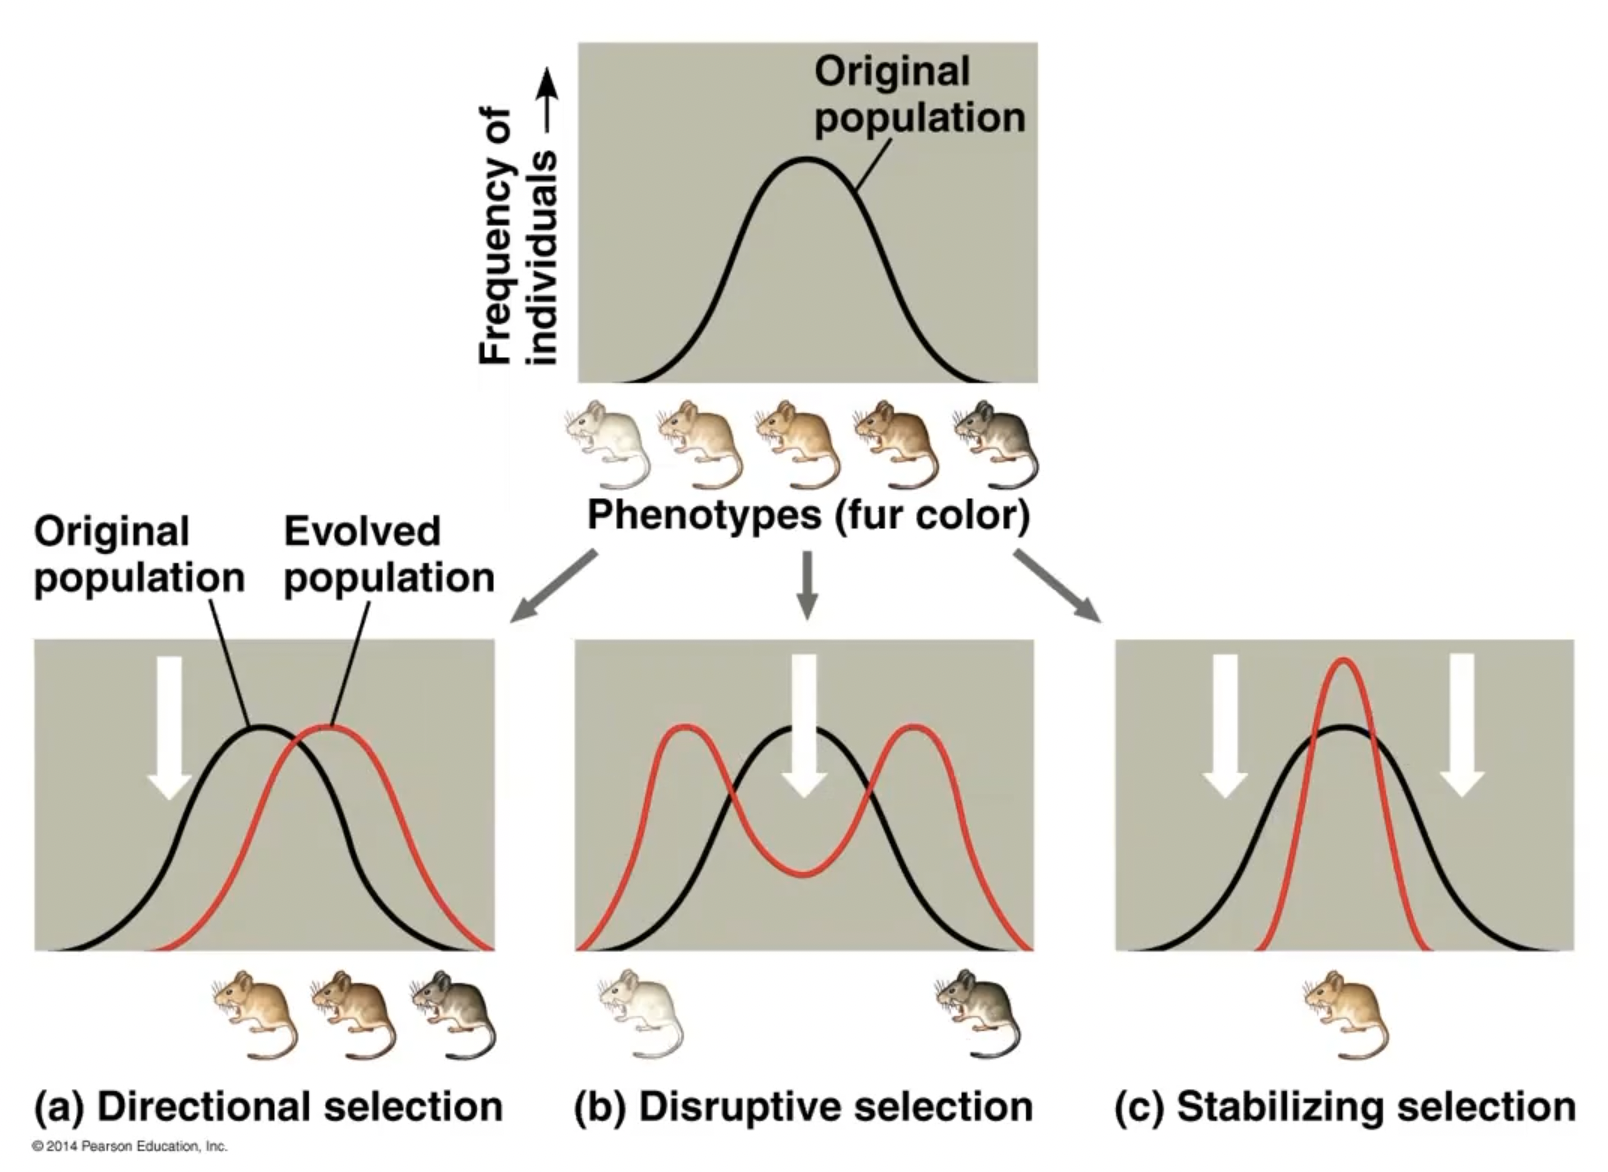 Original
population
Frequency of
individuals
Phenotypes (fur color)
Original
population
Evolved
population
(a) Directional selection
(b) Disruptive selection
(c) Stabilizing selection
© 2014 Pearson Education, Inc.